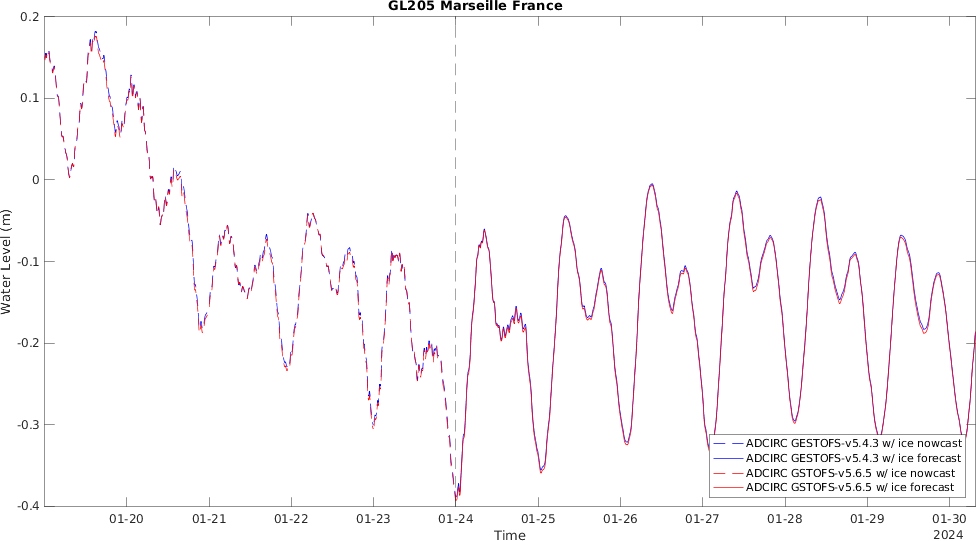 GL205 Marseille France
0.2
0.1
0
-0.1
-0.2
-0.3
-0.4
Water Level (m)
01-20 01-21 01-22 01-23 01-24 01-25 01-26 01-27 01-28 01-29 01-30
Time
2024
ADCIRC GESTOFS-v5.4.3 w/ ice nowcast
ADCIRC GESTOFS-v5.4.3 w/ ice forecast
ADCIRC GSTOFS-v5.6.5 w/ ice nowcast
ADCIRC GSTOFS-v5.6.5 w/ ice forecast